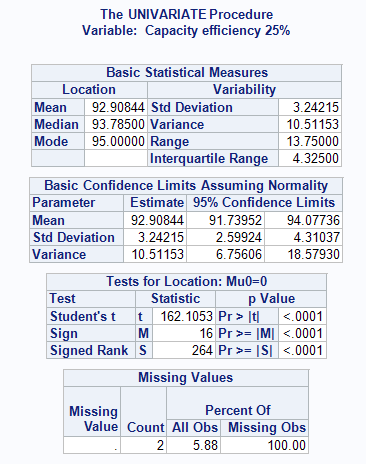 The UNIVARIATE Procedure
Variable: Capacity efficiency 25%
Basic Statistical Measures
Location Variability
Mean 92.90844 Std Deviation 3.24215
Median 93.78500 Variance 10.51153
Mode 95.00000 Range 13.75000
Interquartile Range 4.32500
Basic Confidence Limits Assuming Normality
Parameter Estimate 95% Confidence Limits
Mean 92.90844 91.73952 94.07736
Std Deviation 3.24215 2.59924 4.31037
Variance 10.51153 6.75606 18.57930
Tests for Location: Mu0=0
Test Statistic p Value
Student's t t 162.1053 Pr > |t| <.0001
Sign M 16 Pr >= |M| <.0001
Signed Rank S 264 Pr >= |S| <.0001
Missing Values
Missing Value Count Percent Of
All Obs Missing Obs
. 2 5.88 100.00